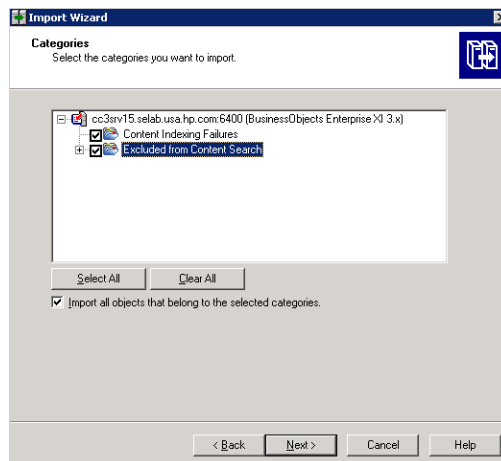 Import Wizard
Categories
Select the categories you want to import.
cc3srv15.selab.usa.hp.com:6400 (BusinessObjects Enterprise XI 3.x)
Content Indexing Failures
Excluded from Content Search
Select All Clear All
Import all objects that belong to the selected categories.
< Back Next > Cancel Help